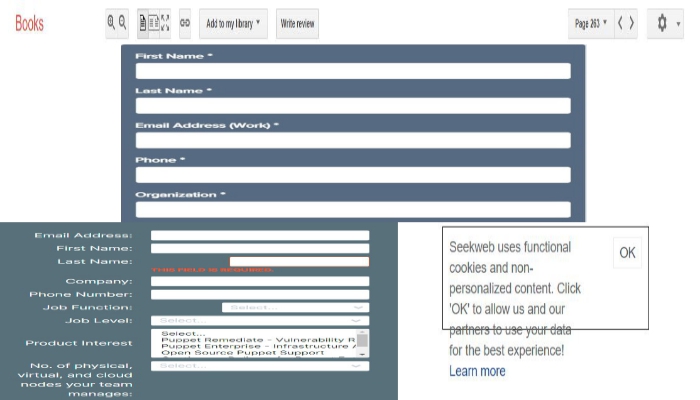 Books
Add to my library
Write review
Page 263
First Name *
Last Name *
Email Address (Work) *
Phone *
Organization *
Email Address:
First Name:
Last Name:
THIS FIELD IS REQUIRED.
Company:
Phone Number:
Job Function:
Select...
Job Level:
Select...
Product Interest
Select...
Puppet Remediate - Vulnerability R
Puppet Enterprise - Infrastructure
Open Source Puppet Support
No. of physical,
virtual, and cloud
nodes your team
manages:
Select...
Seekweb uses functional
cookies and non-
personalized content. Click
'OK' to allow us and our
partners to use your data
for the best experience!
Learn more
OK